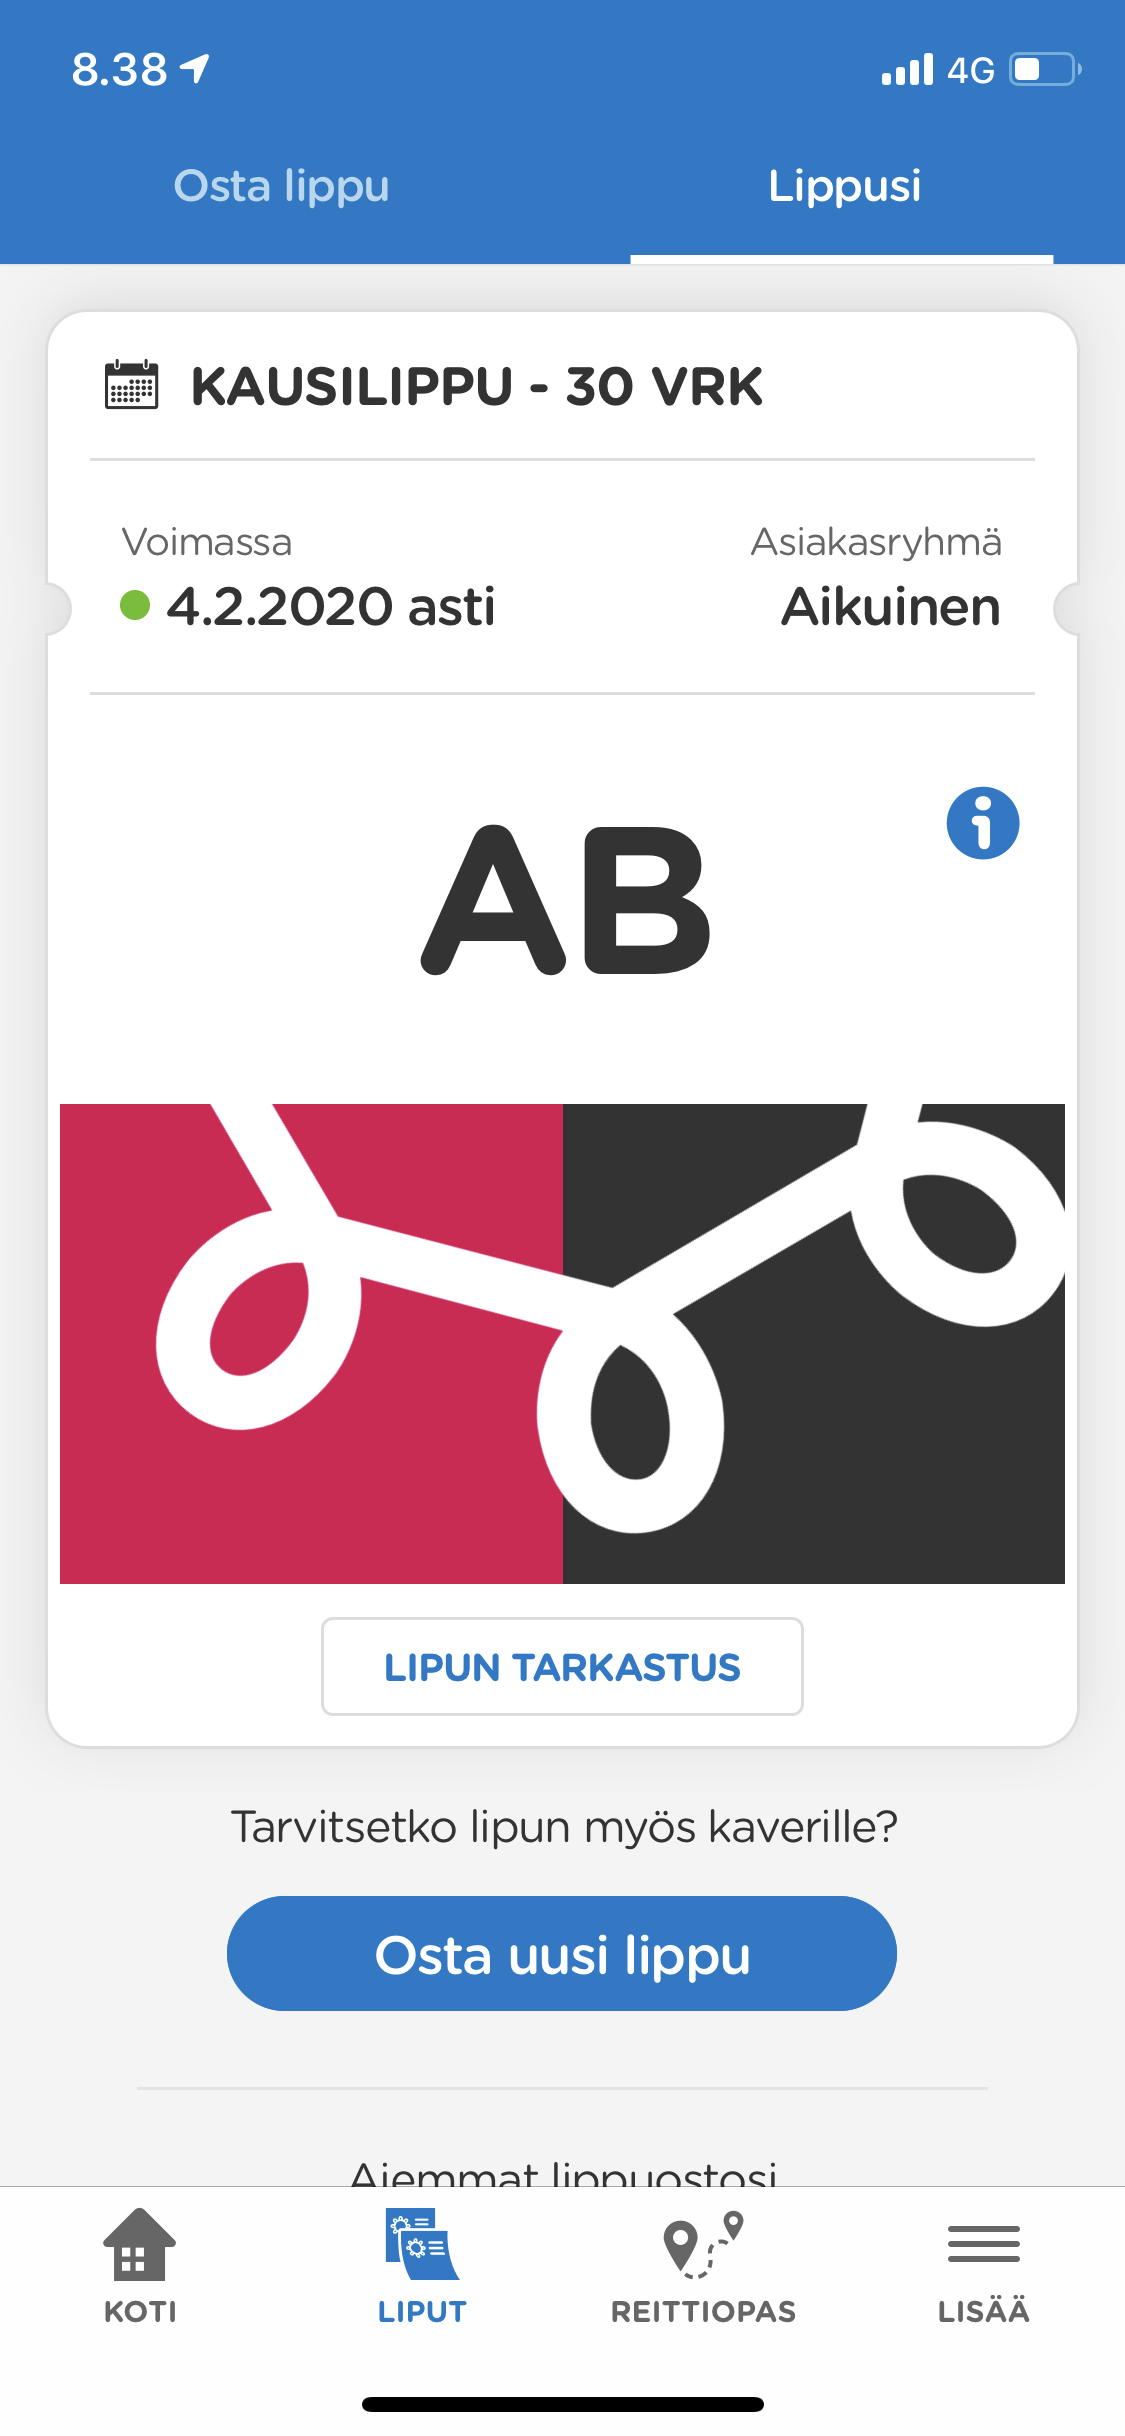 8.38
4G
Osta lippu
Lippusi
KAUSILIPPU - 30 VRK
Voimassa
Asiakasryhmä
4.2.2020 asti
Aikuinen
AB
LIPUN TARKASTUS
Tarvitsetko lipun myös kaverille?
Osta uusi lippu
Aiemmat lippuostosi
KOTI
LIPUT
REITTIOPAS
LISÄÄ